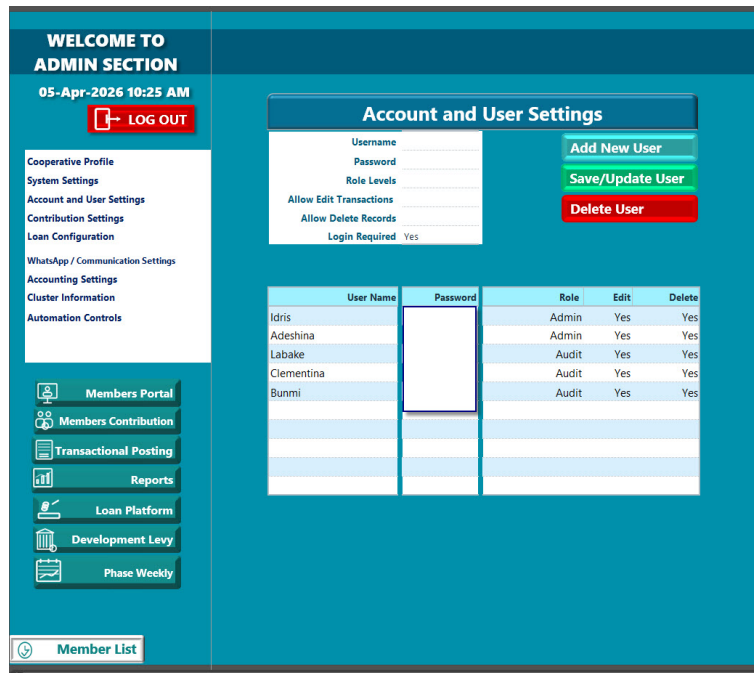 WELCOME TO
ADMIN SECTION
05-Apr-2026 10:25 AM
LOG OUT
Cooperative Profile
System Settings
Account and User Settings
Contribution Settings
Loan Configuration
WhatsApp / Communication Settings
Accounting Settings
Cluster Information
Automation Controls
Members Portal
Members Contribution
Transactional Posting
Reports
Loan Platform
Development Levy
Phase Weekly
Member List
Account and User Settings
Username
Password
Role Levels
Allow Edit Transactions
Allow Delete Records
Login Required Yes
Add New User
Save/Update User
Delete User
User Name Password Role Edit Delete
Idris Admin Yes Yes
Adeshina Admin Yes Yes
Labake Audit Yes Yes
Clementina Audit Yes Yes
Bunmi Audit Yes Yes